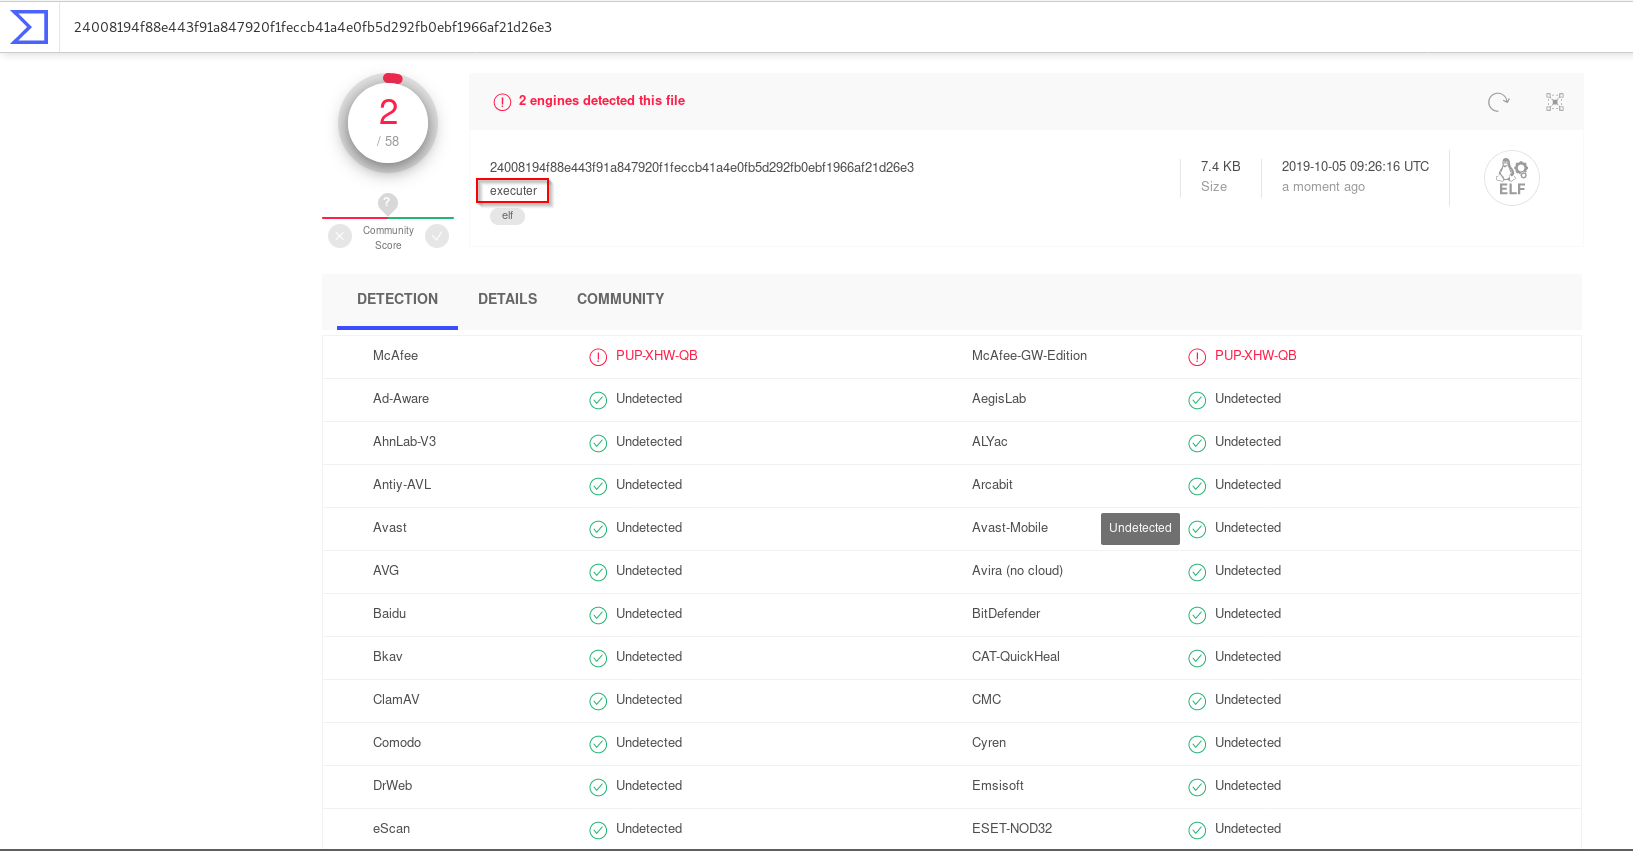 24008194f88e443f91a847920f1feccb41a4e0fb5d292fb0ebf1966af21d26e3
2
/ 58
?
Community
Score
2 engines detected this file
24008194f88e443f91a847920f1feccb41a4e0fb5d292fb0ebf1966af21d26e3
executer
elf
7.4 KB
Size
2019-10-05 09:26:16 UTC
a moment ago
ELF
DETECTION DETAILS COMMUNITY
McAfee PUP-XHW-QB McAfee-GW-Edition PUP-XHW-QB
Ad-Aware Undetected AegisLab Undetected
AhnLab-V3 Undetected ALYac Undetected
Antiy-AVL Undetected Arcabit Undetected
Avast Undetected Avast-Mobile Undetected Undetected
AVG Undetected Avira (no cloud) Undetected
Baidu Undetected BitDefender Undetected
Bkav Undetected CAT-QuickHeal Undetected
ClamAV Undetected CMC Undetected
Comodo Undetected Cyren Undetected
DrWeb Undetected Emsisoft Undetected
eScan Undetected ESET-NOD32 Undetected